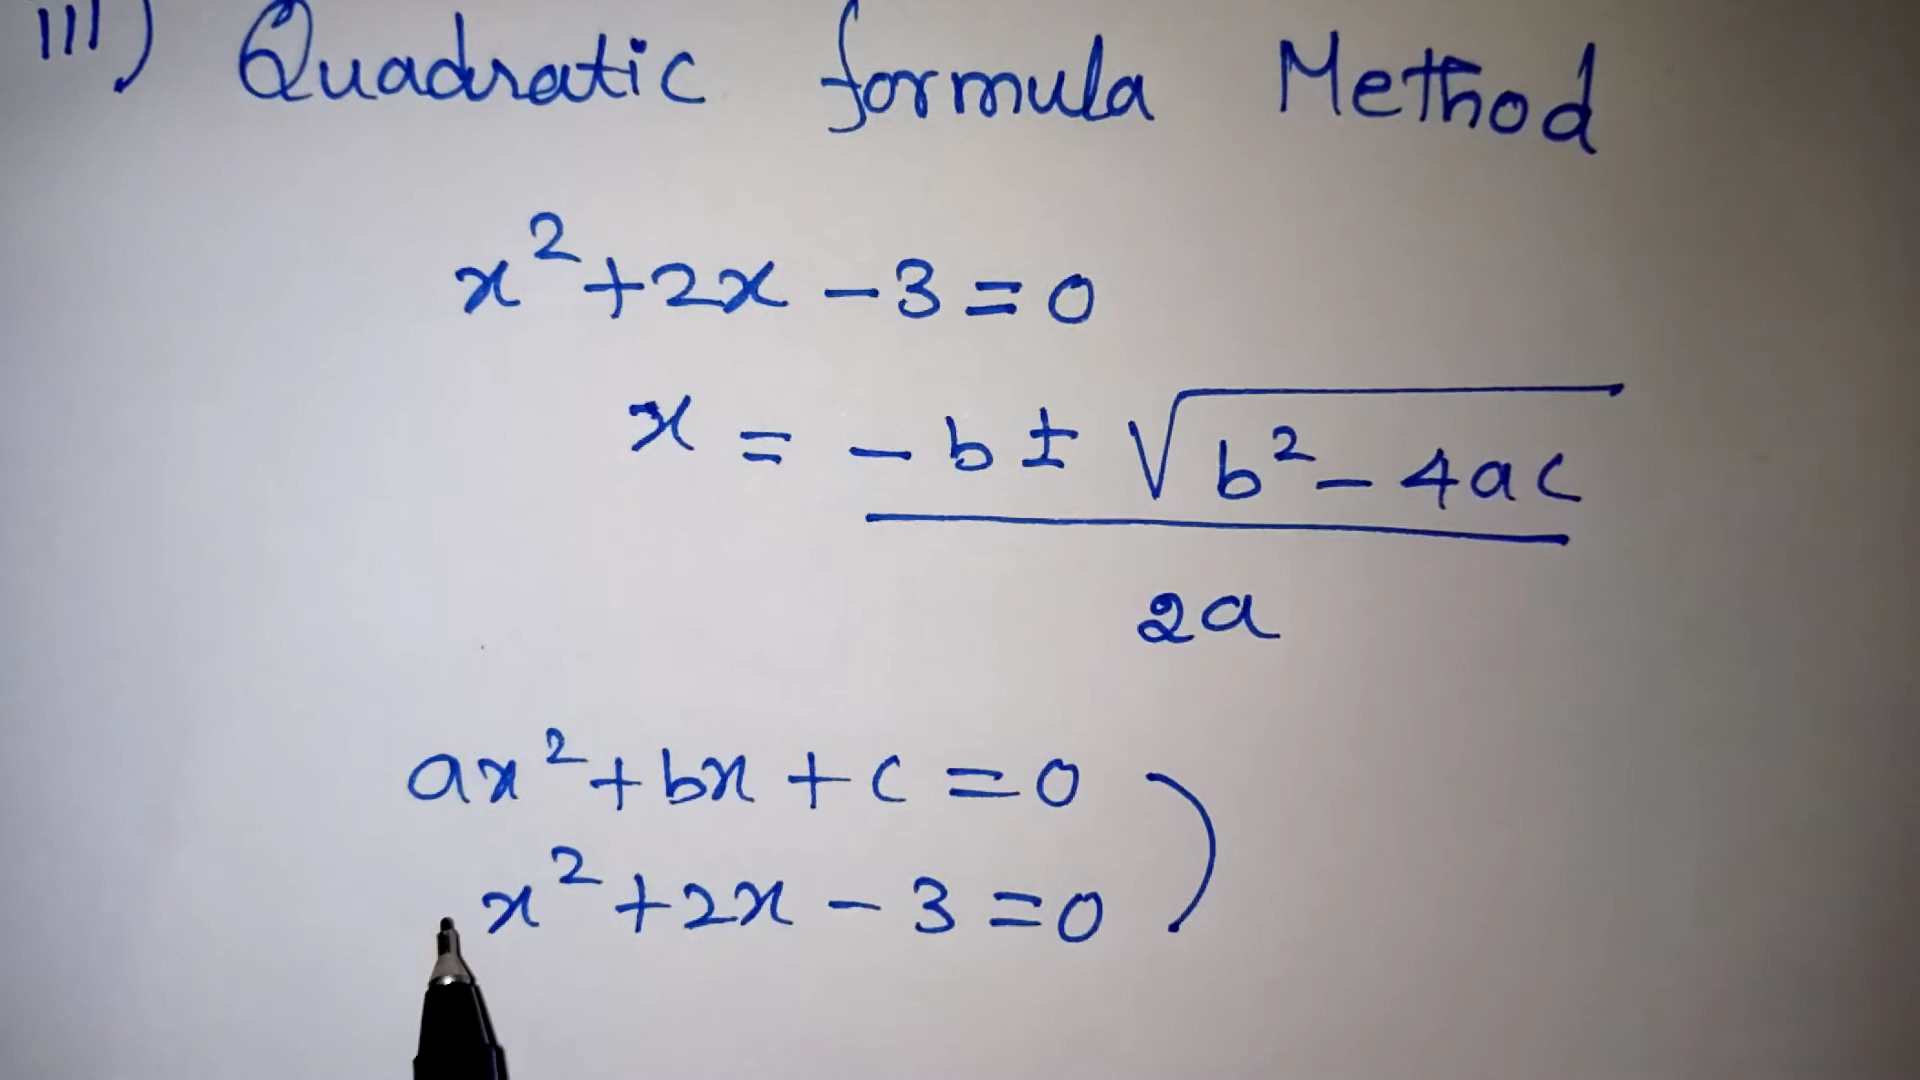 III) Quadratic formula Method
x² + 2x - 3 = 0
x = -b ± √b² - 4ac
2a
ax² + bx + c = 0
x² + 2x - 3 = 0